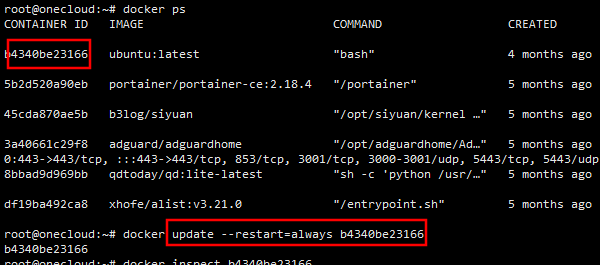 root@onecloud:~# docker ps
CONTAINER ID IMAGE COMMAND CREATED
b4340be23166 ubuntu:latest "bash" 4 months ago
5b2d520a90eb portainer/portainer-ce:2.18.4 "/portainer" 5 months ago
45cda870ae5b b3log/siyuan "/opt/siyuan/kernel …" 5 months ago
3a40661c29f8 adguard/adguardhome "/opt/adguardhome/Ad…" 5 months ago
0:443->443/tcp, :::443->443/tcp, 853/tcp, 3001/tcp, 3000-3001/udp, 5443/tcp, 5443/udp
8bbad9d969bb qdtoday/qd:lite-latest "sh -c 'python /usr/…" 5 months ago
df19ba492ca8 xhofe/alist:v3.21.0 "/entrypoint.sh" 5 months ago
root@onecloud:~# docker update --restart=always b4340be23166
b4340be23166
root@onecloud:~# docker inspect b4340be23166